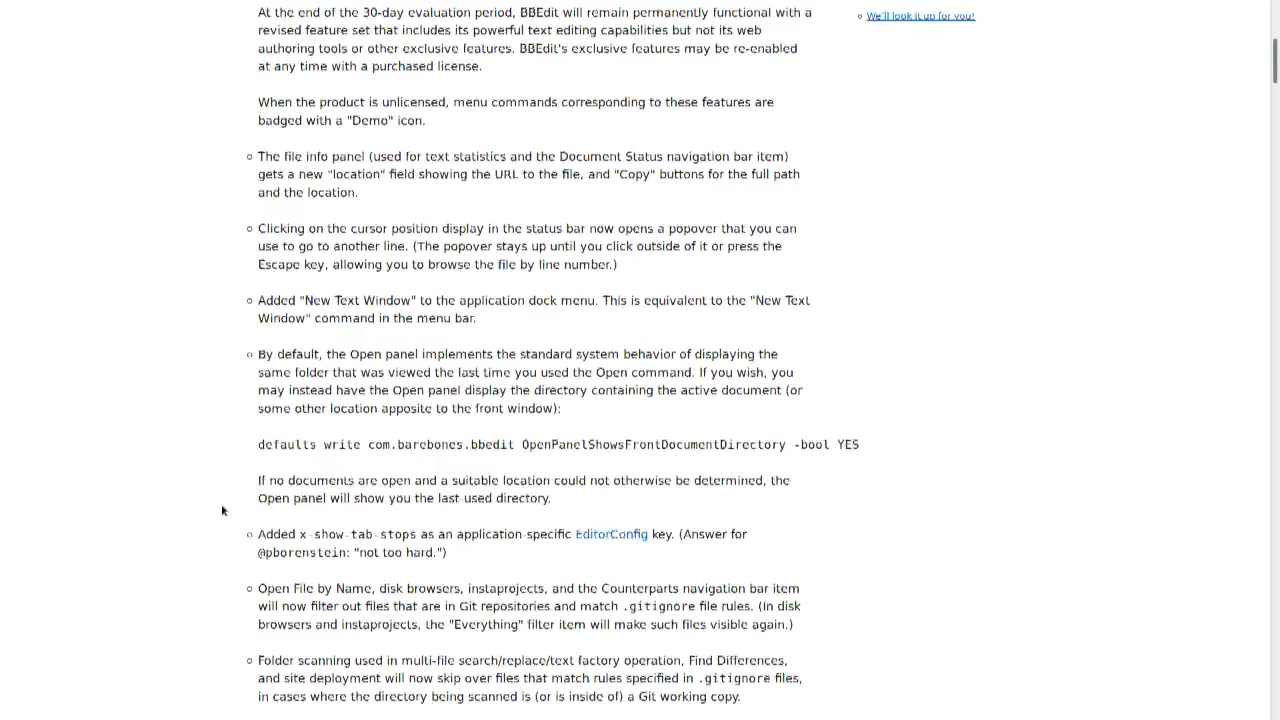 At the end of the 30-day evaluation period, BBEdit will remain permanently functional with a
revised feature set that includes its powerful text editing capabilities but not its web
authoring tools or other exclusive features. BBEdit's exclusive features may be re-enabled
at any time with a purchased license.
When the product is unlicensed, menu commands corresponding to these features are
badged with a "Demo" icon.
The file info panel (used for text statistics and the Document Status navigation bar item)
gets a new "location" field showing the URL to the file, and "Copy" buttons for the full path
and the location.
Clicking on the cursor position display in the status bar now opens a popover that you can
use to go to another line. (The popover stays up until you click outside of it or press the
Escape key, allowing you to browse the file by line number.)
Added "New Text Window" to the application dock menu. This is equivalent to the "New Text
Window" command in the menu bar.
By default, the Open panel implements the standard system behavior of displaying the
same folder that was viewed the last time you used the Open command. If you wish, you
may instead have the Open panel display the directory containing the active document (or
some other location apposite to the front window):
defaults write com.barebones.bbedit OpenPanelShowsFrontDocumentDirectory -bool YES
If no documents are open and a suitable location could not otherwise be determined, the
Open panel will show you the last-used directory.
Added x-show-tab-stops as an application-specific EditorConfig key. (Answer for
@pborenstein: "not too hard.")
Open File by Name, disk browsers, instaprojects, and the Counterparts navigation bar item
will now filter out files that are in Git repositories and match .gitignore file rules. (In disk
browsers and instaprojects, the "Everything" filter item will make such files visible again.)
Folder scanning used in multi-file search/replace/text factory operation, Find Differences,
and site deployment will now skip over files that match rules specified in .gitignore files,
in cases where the directory being scanned is (or is inside of) a Git working copy.
We'll look it up for you!